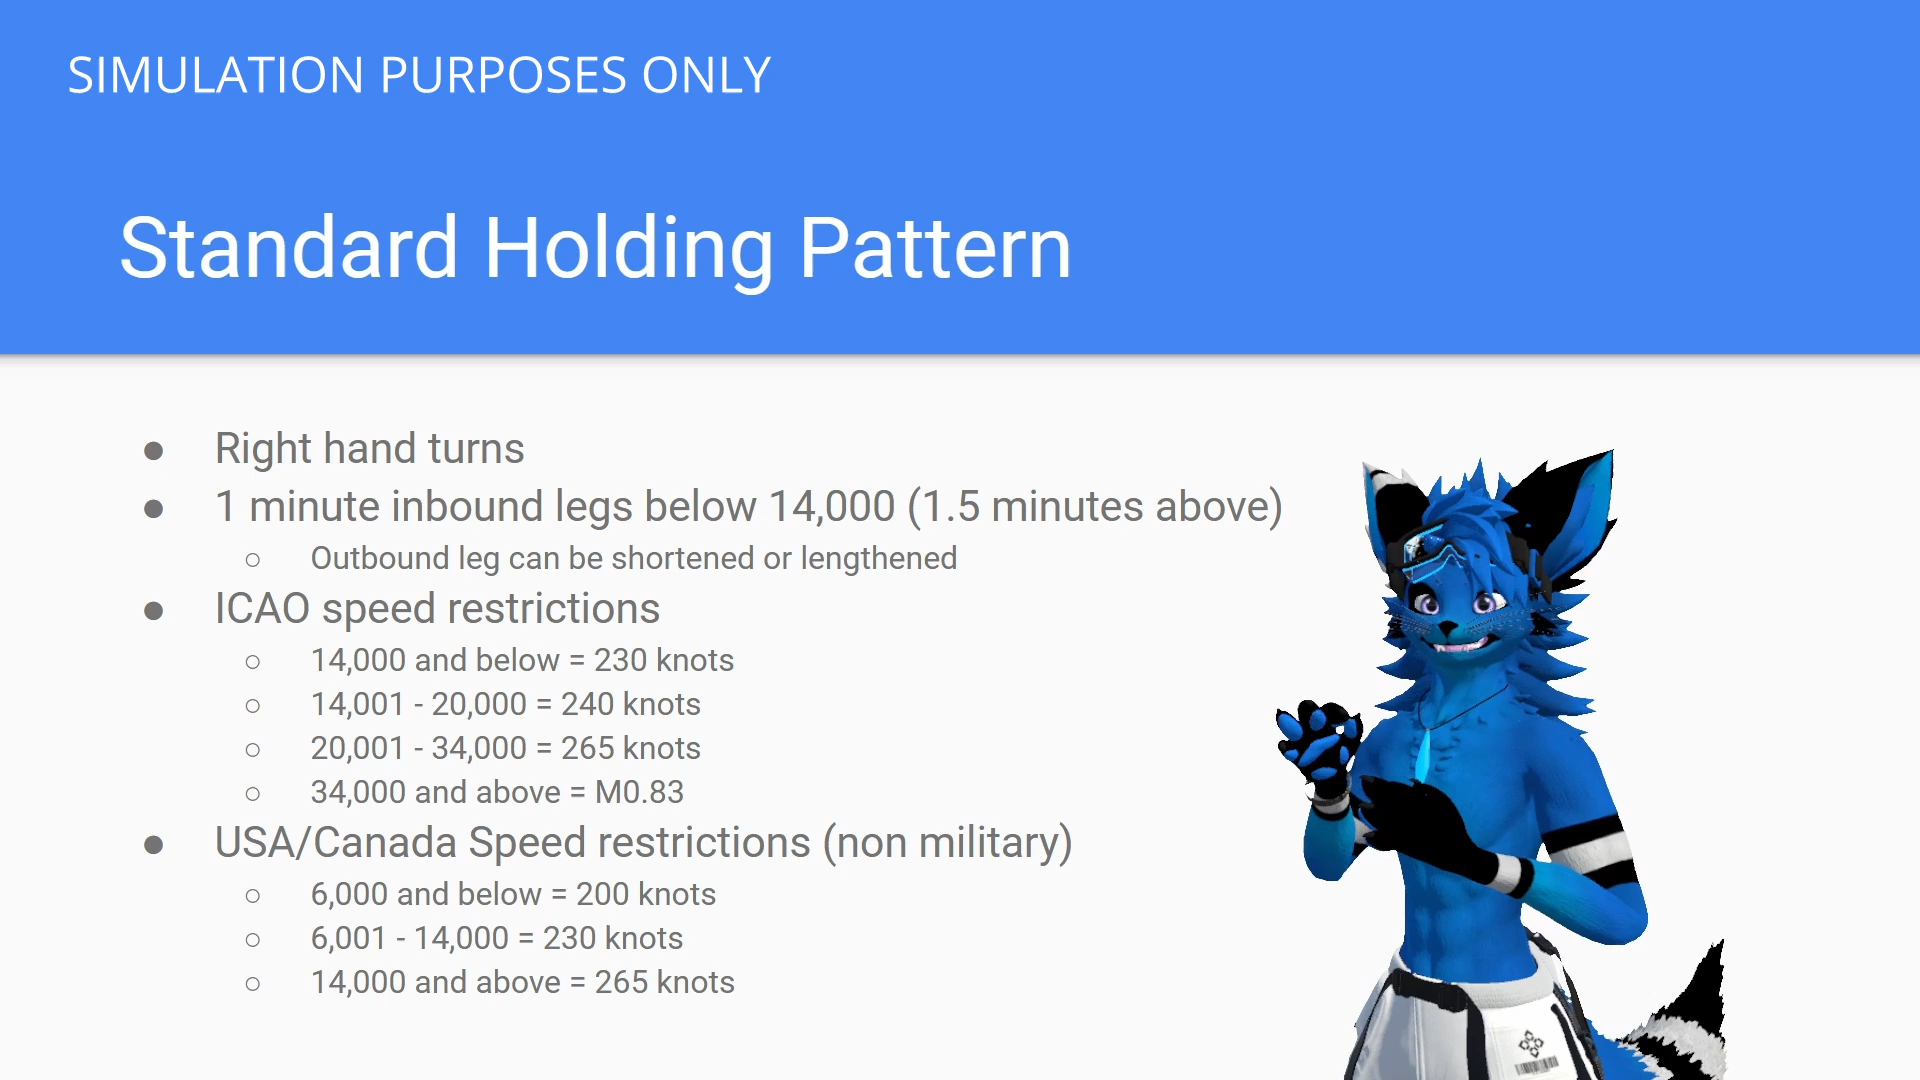 SIMULATION PURPOSES ONLY
Standard Holding Pattern
● Right hand turns
● 1 minute inbound legs below 14,000 (1.5 minutes above)
○ Outbound leg can be shortened or lengthened
● ICAO speed restrictions
○ 14,000 and below = 230 knots
○ 14,001 - 20,000 = 240 knots
○ 20,001 - 34,000 = 265 knots
○ 34,000 and above = M0.83
● USA/Canada Speed restrictions (non military)
○ 6,000 and below = 200 knots
○ 6,001 - 14,000 = 230 knots
○ 14,000 and above = 265 knots